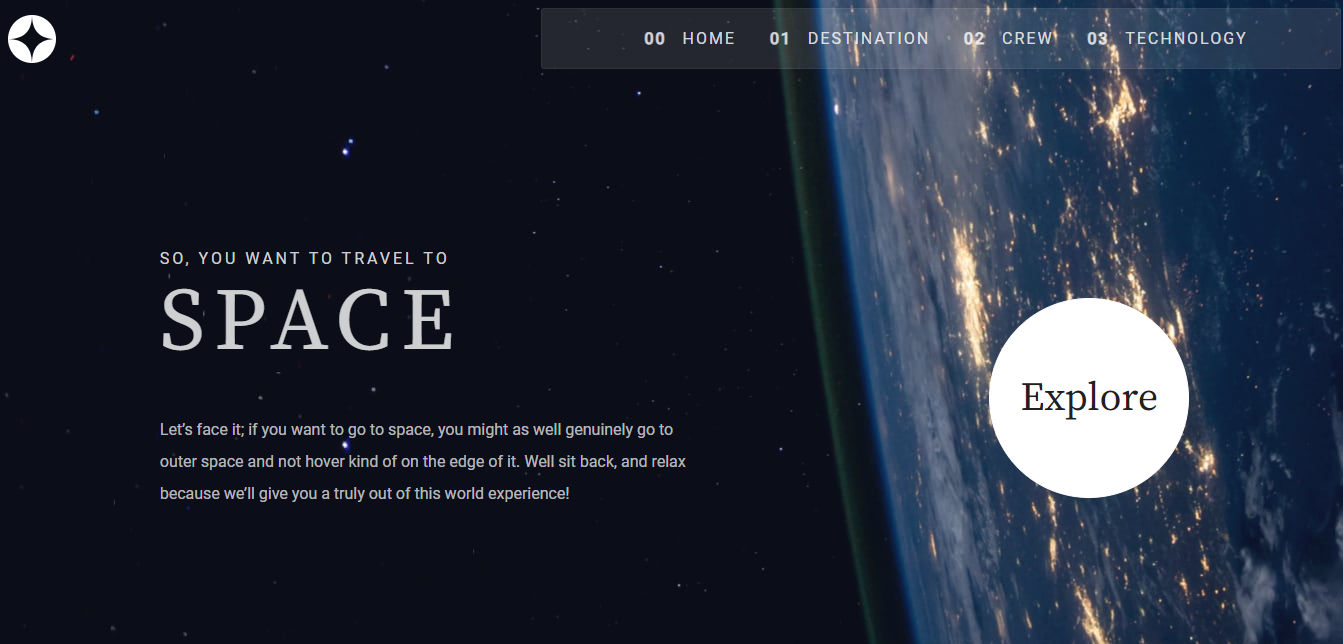 00 HOME 01 DESTINATION 02 CREW 03 TECHNOLOGY
SO, YOU WANT TO TRAVEL TO
SPACE
Let’s face it; if you want to go to space, you might as well genuinely go to
outer space and not hover kind of on the edge of it. Well sit back, and relax
because we’ll give you a truly out of this world experience!
Explore